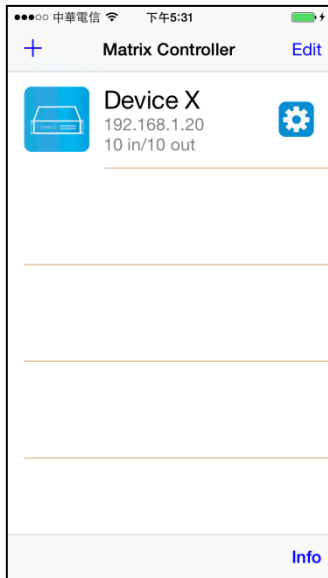 中華電信 下午5:31
+ Matrix Controller Edit
Device X
192.168.1.20
10 in/10 out
Info